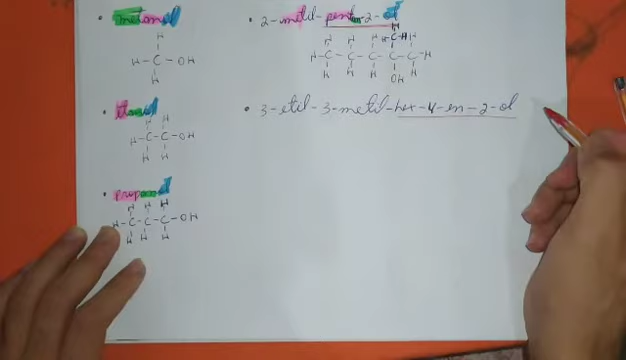 • metanol
H
H-C-OH
H
• etanol
H H
H-C-C-OH
H H
• propanol
H H H
H-C-C-C-OH
H H H
• 2-metil-pentan-2-ol
H
H H H H-C-H H
H-C-C-C-C-C-H
H H H OH H
• 3-etil-3-metil-hex-4-en-2-ol